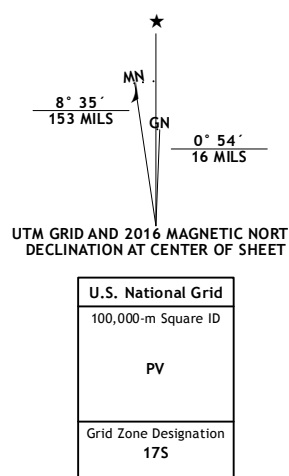 ★
MN
8° 35´
153 MILS
GN
0° 54´
16 MILS
UTM GRID AND 2016 MAGNETIC NORT
DECLINATION AT CENTER OF SHEET
U.S. National Grid
100,000-m Square ID
PV
Grid Zone Designation
17S